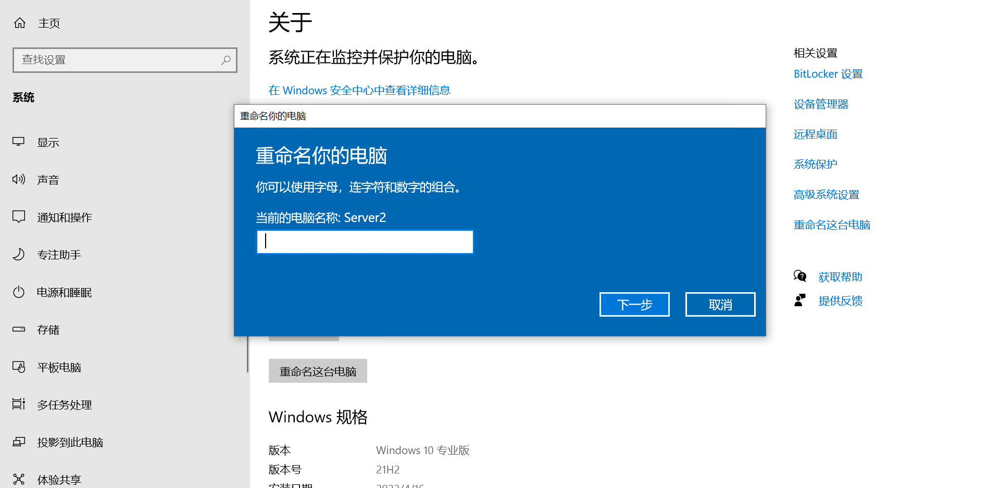 主页
查找设置
系统
显示
声音
通知和操作
专注助手
电源和睡眠
存储
平板电脑
多任务处理
投影到此电脑
体验共享
关于
系统正在监控并保护你的电脑。
在 Windows 安全中心中查看详细信息
重命名你的电脑
重命名你的电脑
你可以使用字母，连字符和数字的组合。
当前的电脑名称: Server2
下一步
取消
重命名这台电脑
Windows 规格
版本 Windows 10 专业版
版本号 21H2
安装日期 2022/4/16
相关设置
BitLocker 设置
设备管理器
远程桌面
系统保护
高级系统设置
重命名这台电脑
获取帮助
提供反馈